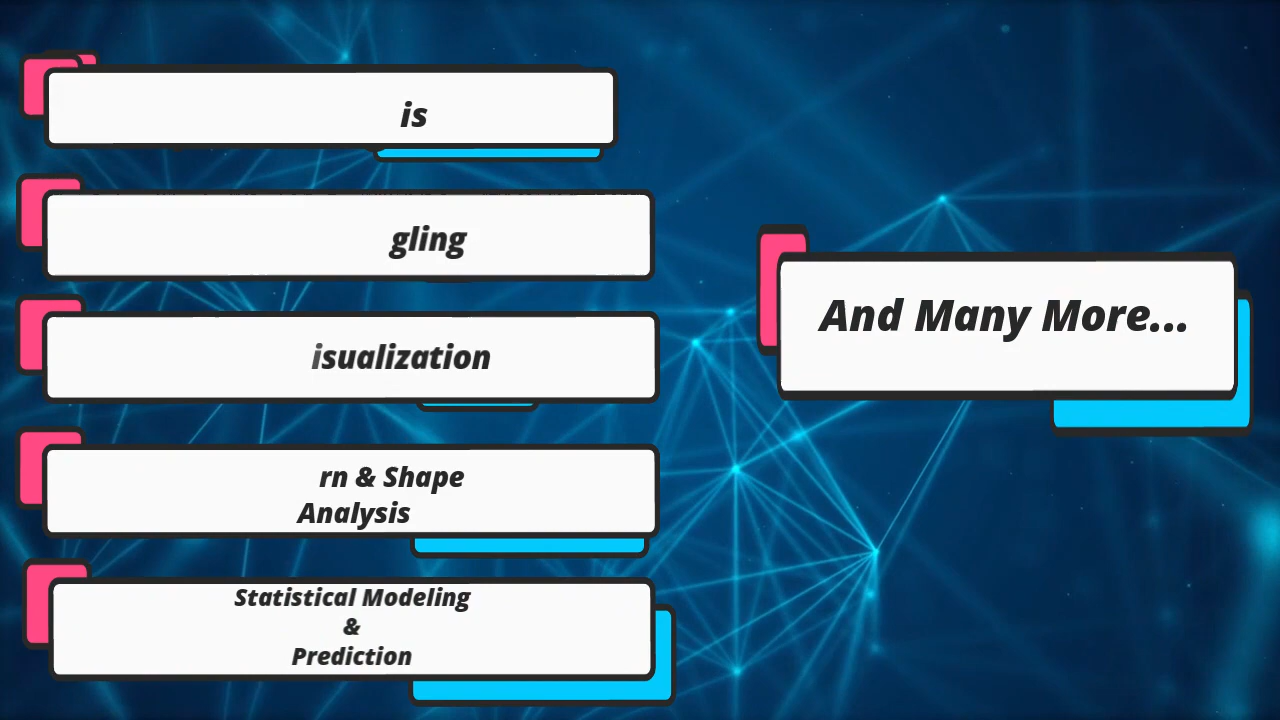 is
gling
isualization
rn & Shape
Analysis
Statistical Modeling
&
Prediction
And Many More...